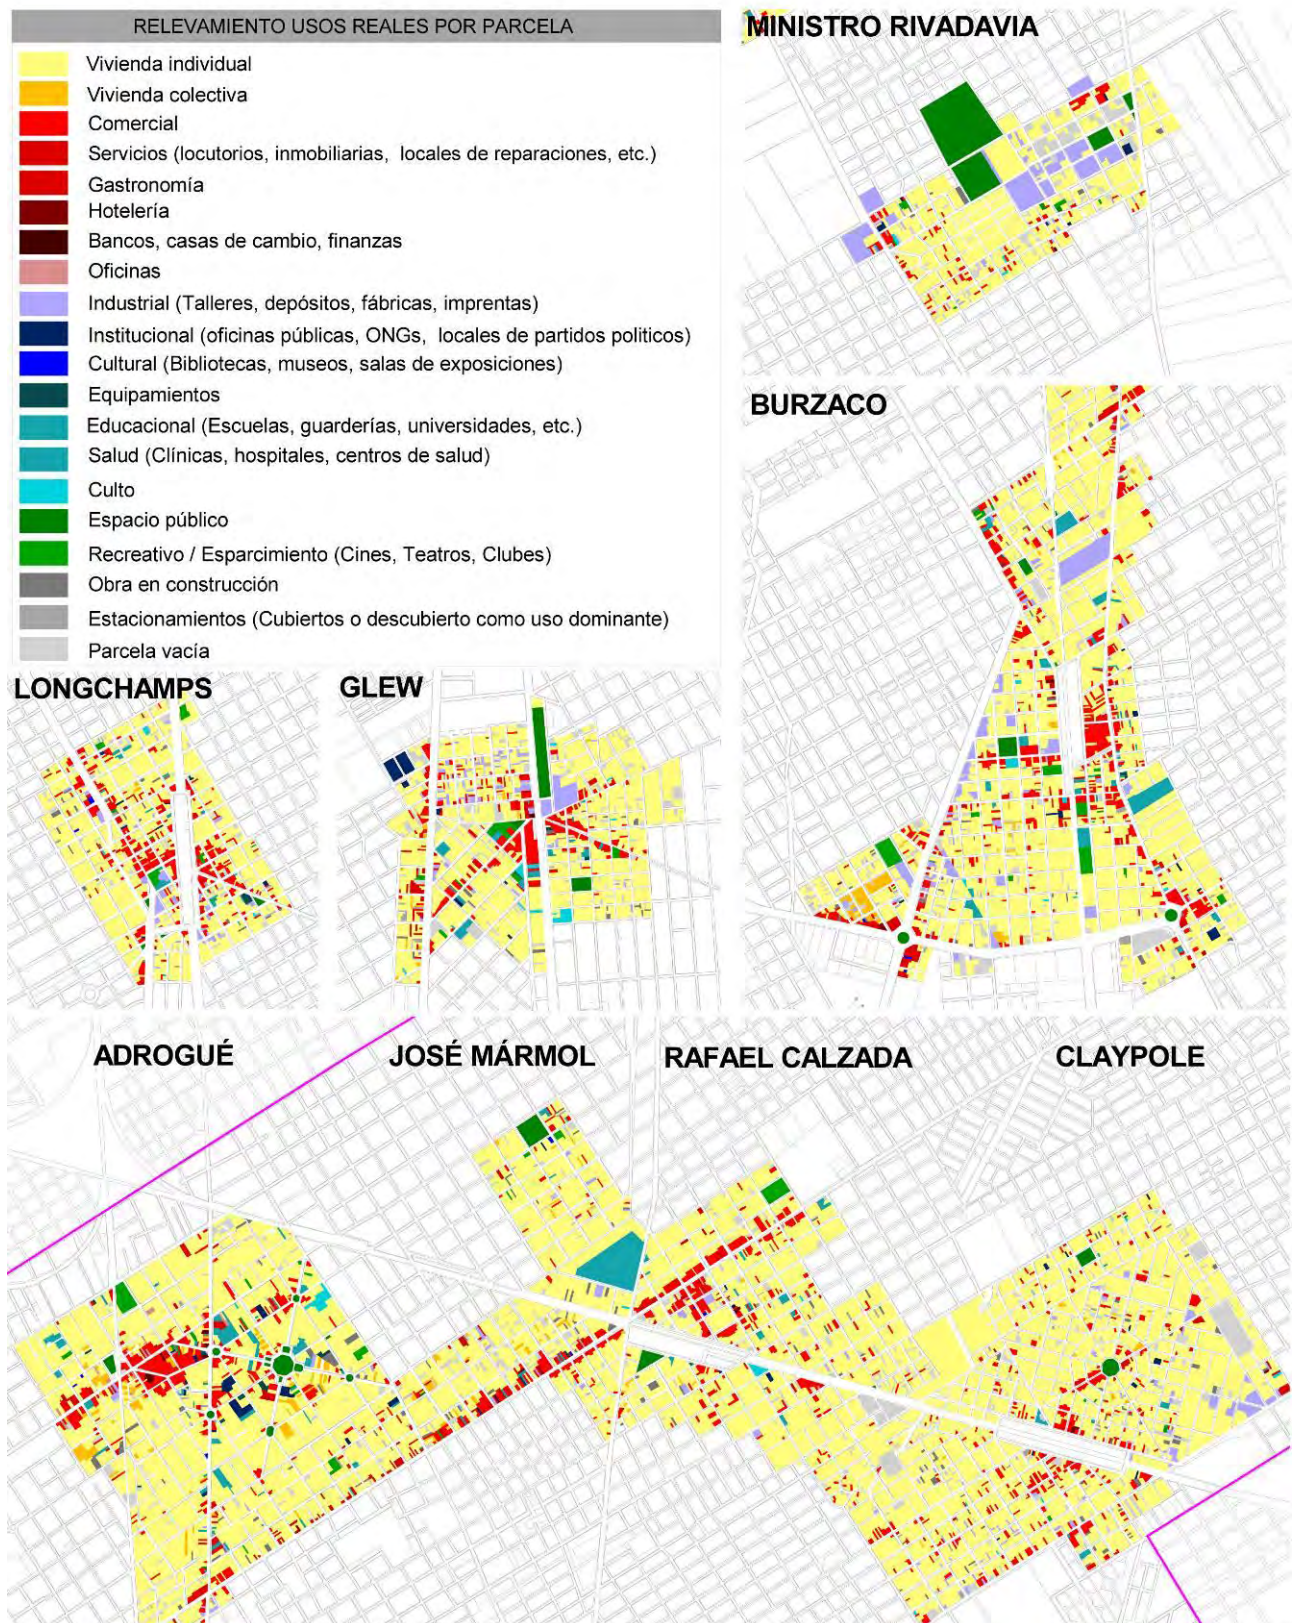 RELEVAMIENTO USOS REALES POR PARCELA
Vivienda individual
Vivienda colectiva
Comercial
Servicios (locutorios, inmobiliarias, locales de reparaciones, etc.)
Gastronomía
Hotelería
Bancos, casas de cambio, finanzas
Oficinas
Industrial (Talleres, depósitos, fábricas, imprentas)
Institucional (oficinas públicas, ONGs, locales de partidos politicos)
Cultural (Bibliotecas, museos, salas de exposiciones)
Equipamientos
Educacional (Escuelas, guarderías, universidades, etc.)
Salud (Clínicas, hospitales, centros de salud)
Culto
Espacio público
Recreativo / Esparcimiento (Cines, Teatros, Clubes)
Obra en construcción
Estacionamientos (Cubiertos o descubierto como uso dominante)
Parcela vacía
MINISTRO RIVADAVIA
BURZACO
LONGCHAMPS
GLEW
ADROGUÉ
JOSÉ MÁRMOL
RAFAEL CALZADA
CLAYPOLE